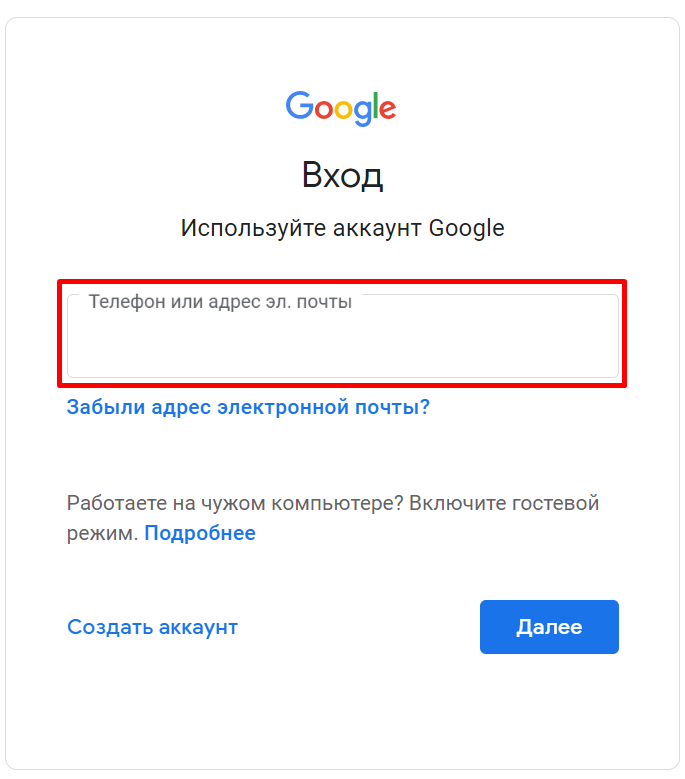 Google
Вход
Используйте аккаунт Google
Телефон или адрес эл. почты
Забыли адрес электронной почты?
Работаете на чужом компьютере? Включите гостевой
режим. Подробнее
Создать аккаунт
Далее